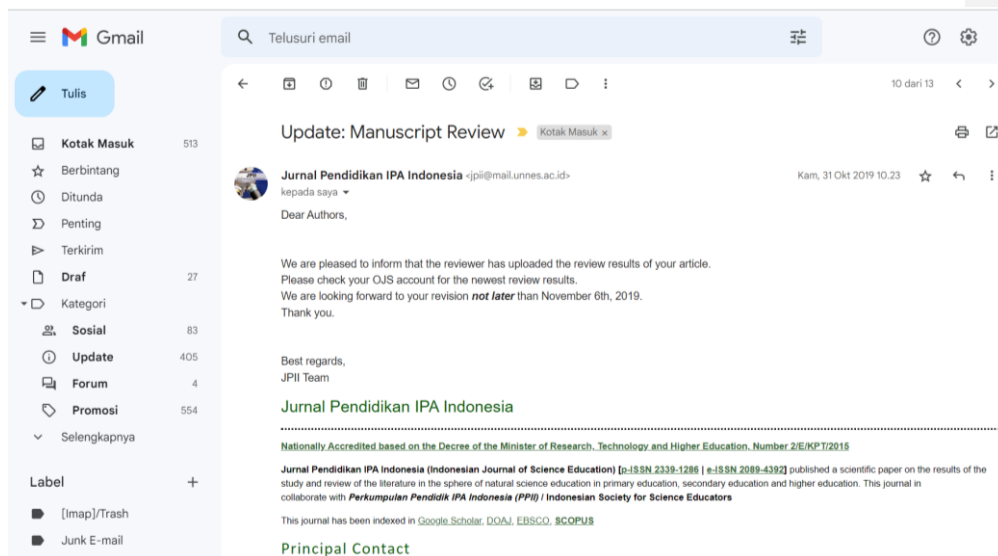 Gmail
Telusuri email
Tulis
10 dari 13
Update: Manuscript Review
Kotak Masuk x
Kotak Masuk 513
Berbintang
Ditunda
Penting
Terkirim
Draf 27
Kategori
Sosial 83
Update 405
Forum 4
Promosi 554
Selengkapnya
Label +
[Imap]/Trash
Junk E-mail
Jurnal Pendidikan IPA Indonesia <jpii@mail.unnes.ac.id>
Kam, 31 Okt 2019 10.23
kepada saya
Dear Authors,
We are pleased to inform that the reviewer has uploaded the review results of your article.
Please check your OJS account for the newest review results.
We are looking forward to your revision not later than November 6th, 2019.
Thank you.
Best regards,
JPII Team
Jurnal Pendidikan IPA Indonesia
Nationally Accredited based on the Decree of the Minister of Research, Technology and Higher Education, Number 2/E/KPT/2015
Jurnal Pendidikan IPA Indonesia (Indonesian Journal of Science Education) [p-ISSN 2339-1286 | e-ISSN 2089-4392] published a scientific paper on the results of the
study and review of the literature in the sphere of natural science education in primary education, secondary education and higher education. This journal in
collaborate with Perkumpulan Pendidik IPA Indonesia (PPII) / Indonesian Society for Science Educators
This journal has been indexed in Google Scholar, DOAJ, EBSCO, SCOPUS
Principal Contact